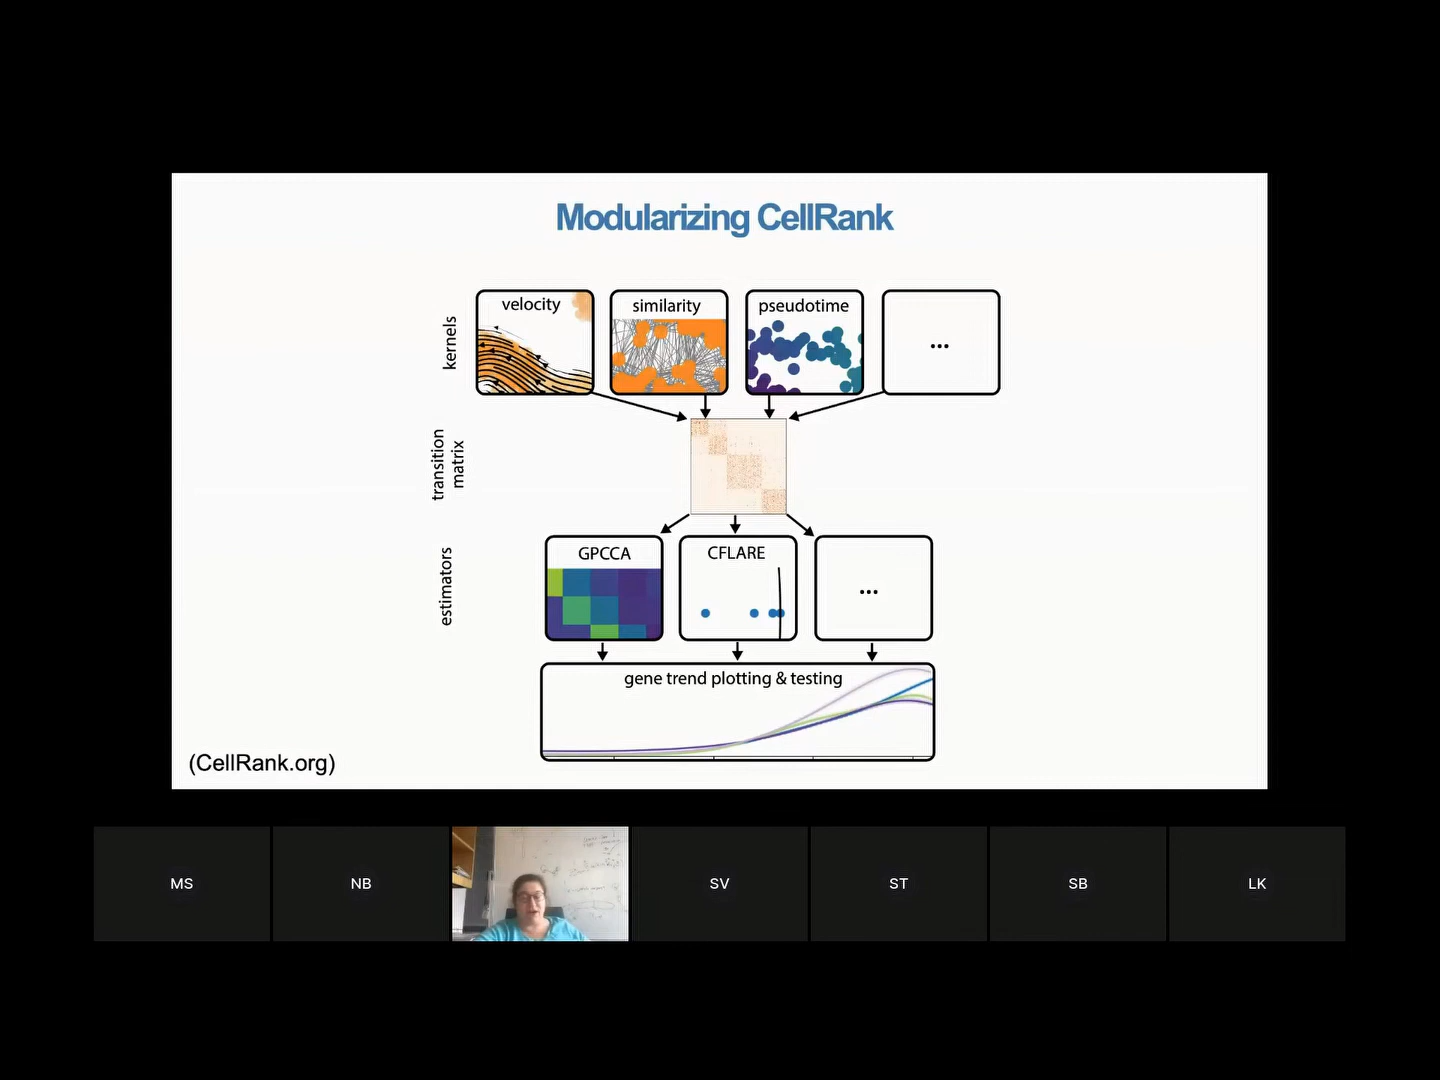 Modularizing CellRank
kernels
velocity
similarity
pseudotime
...
transition
matrix
estimators
GPCCA
CFLARE
...
gene trend plotting & testing
(CellRank.org)
MS
NB
SV
ST
SB
LK